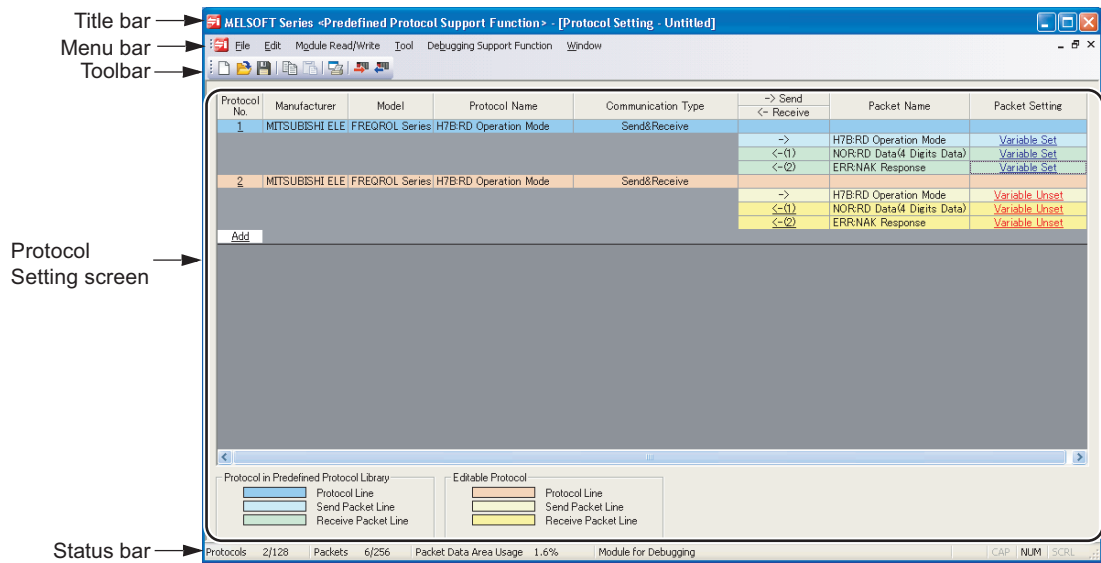 Title bar
MELSOFT Series <Predefined Protocol Support Function> - [Protocol Setting - Untitled]
Menu bar
File Edit Module Read/Write Tool Debugging Support Function Window
Toolbar
Protocol No. Manufacturer Model Protocol Name Communication Type -> Send <- Receive Packet Name Packet Setting
1 MITSUBISHI ELE FREQROL Series H7B:RD Operation Mode Send&Receive
-> H7B:RD Operation Mode Variable Set
<-(1) NOR:RD Data(4 Digits Data) Variable Set
<-(2) ERR:NAK Response Variable Set
2 MITSUBISHI ELE FREQROL Series H7B:RD Operation Mode Send&Receive
-> H7B:RD Operation Mode Variable Unset
<-(1) NOR:RD Data(4 Digits Data) Variable Unset
<-(2) ERR:NAK Response Variable Unset
Add
Protocol
Setting screen
Protocol in Predefined Protocol Library
Protocol Line
Send Packet Line
Receive Packet Line
Editable Protocol
Protocol Line
Send Packet Line
Receive Packet Line
Status bar
Protocols 2/128 Packets 6/256 Packet Data Area Usage 1.6% Module for Debugging CAP NUM SCRL